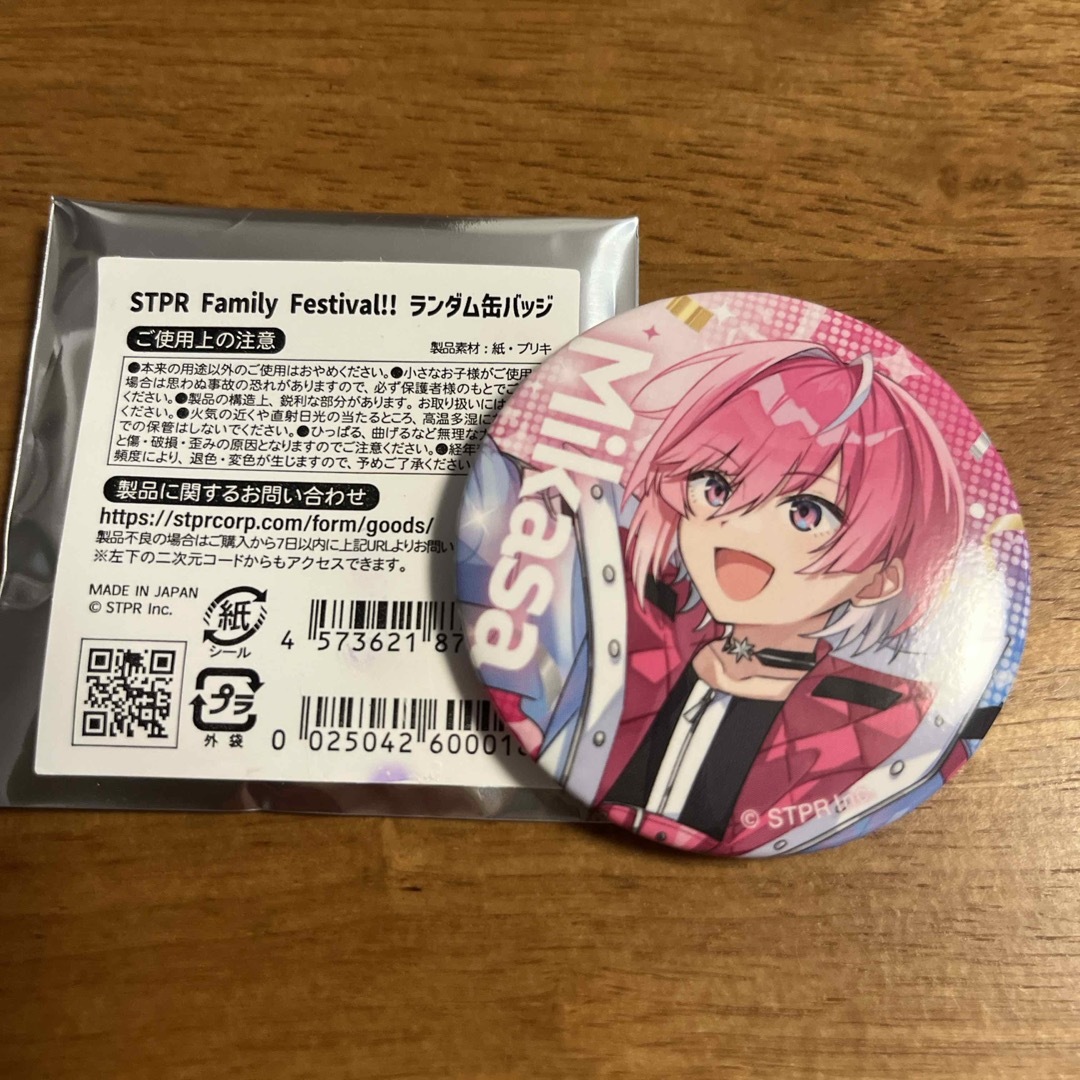 STPR Family Festival!! ランダム缶バッジ
ご使用上の注意
製品素材:紙・ブリキ
●本来の用途以外のご使用はおやめください。●小さなお子様がご使用
場合は思わぬ事故の恐れがありますので、必ず保護者様のもとでご
ください。●製品の構造上、鋭利な部分があります。お取り扱いには
ください。●火気の近くや直射日光の当たるところ、高温多湿に
での保管はしないでください。●ひっぱる、曲げるなど無理な
と傷・破損・歪みの原因となりますのでご注意ください。●経年
頻度により、退色・変色が生じますので、予めご了承ください
製品に関するお問い合わせ
https://stprcorp.com/form/goods/
製品不良の場合はご購入から7日以内に上記URLよりお問い
※左下の二次元コードからもアクセスできます。
MADE IN JAPAN
© STPR Inc.
紙
シール
4 573621 87
プラ
外 袋
0 025042 60001
Mikasa
© STPR Inc.